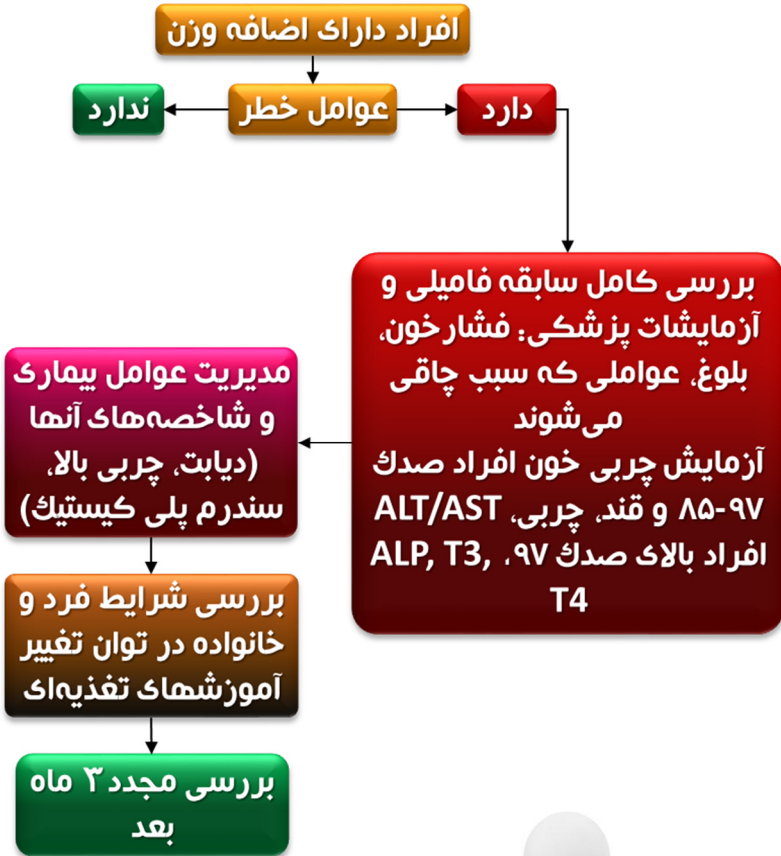 افراد دارای اضافه وزن
عوامل خطر
دارد
ندارد
بررسی کامل سابقه فامیلی و
آزمایشات پزشکی: فشار خون،
بلوغ، عواملی که سبب چاقی
می‌شوند
آزمایش چربی خون افراد صدک
۸۵-۹۷ و قند، چربی، ALT/AST
افراد بالای صدک ۹۷، ALP, T3,
T4
مدیریت عوامل بیماری
و شاخصه‌های آنها
(دیابت، چربی بالا،
سندرم پلی کیستیک)
بررسی شرایط فرد و
خانواده در توان تغییر
آموزشهای تغذیه‌ای
بررسی مجدد ۳ ماه
بعد